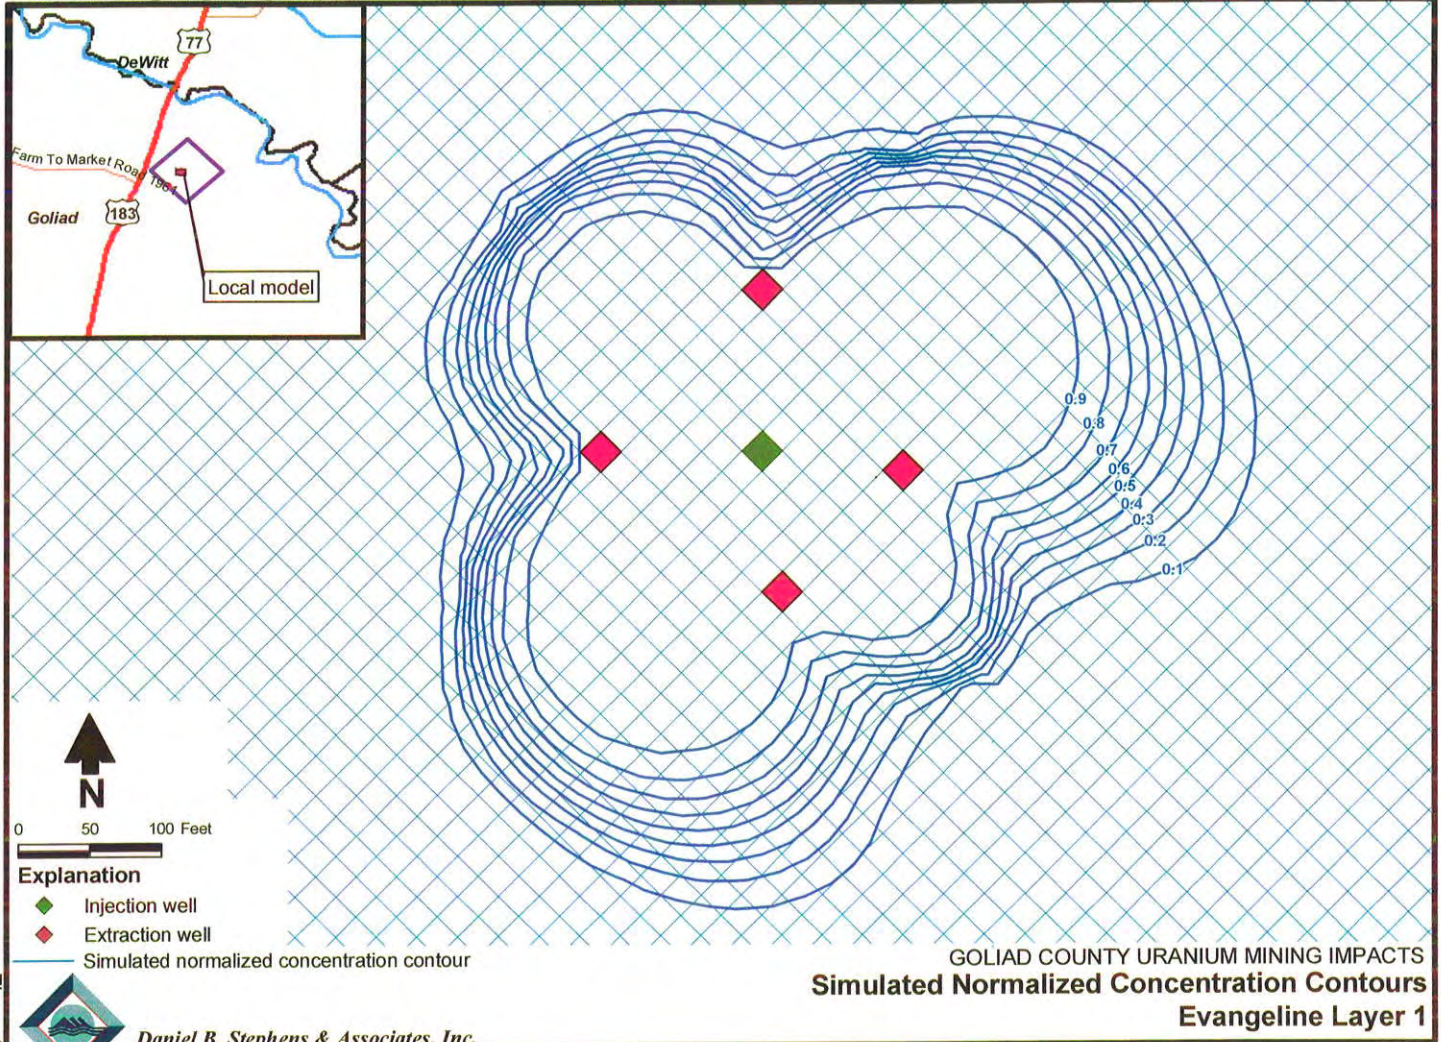 77
DeWitt
Farm To Market Road 1961
Goliad
183
Local model
0.9
0.8
0.7
0.6
0.5
0.4
0.3
0.2
0.1
N
0 50 100 Feet
Explanation
Injection well
Extraction well
Simulated normalized concentration contour
GOLIAD COUNTY URANIUM MINING IMPACTS
Simulated Normalized Concentration Contours
Evangeline Layer 1
Daniel B. Stephens & Associates, Inc.